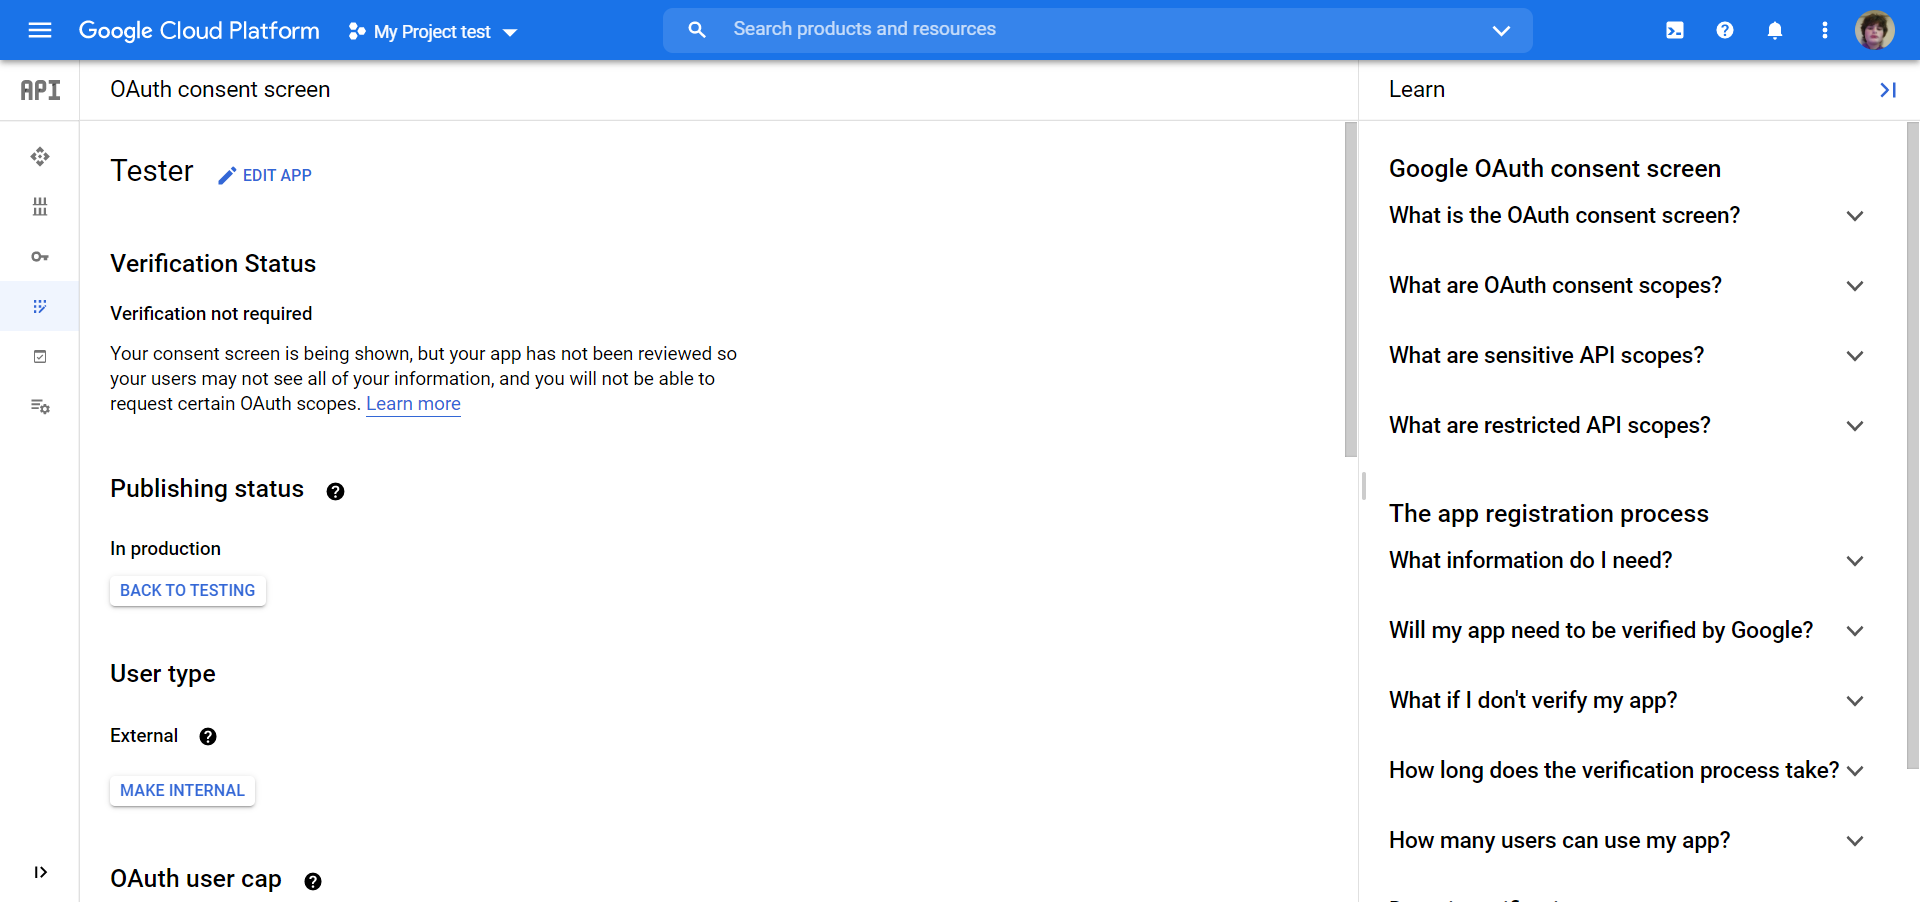 Google Cloud Platform
My Project test
Search products and resources
API
OAuth consent screen
Learn
Tester
EDIT APP
Verification Status
Verification not required
Your consent screen is being shown, but your app has not been reviewed so
your users may not see all of your information, and you will not be able to
request certain OAuth scopes. Learn more
Publishing status
In production
BACK TO TESTING
User type
External
MAKE INTERNAL
OAuth user cap
Google OAuth consent screen
What is the OAuth consent screen?
What are OAuth consent scopes?
What are sensitive API scopes?
What are restricted API scopes?
The app registration process
What information do I need?
Will my app need to be verified by Google?
What if I don't verify my app?
How long does the verification process take?
How many users can use my app?